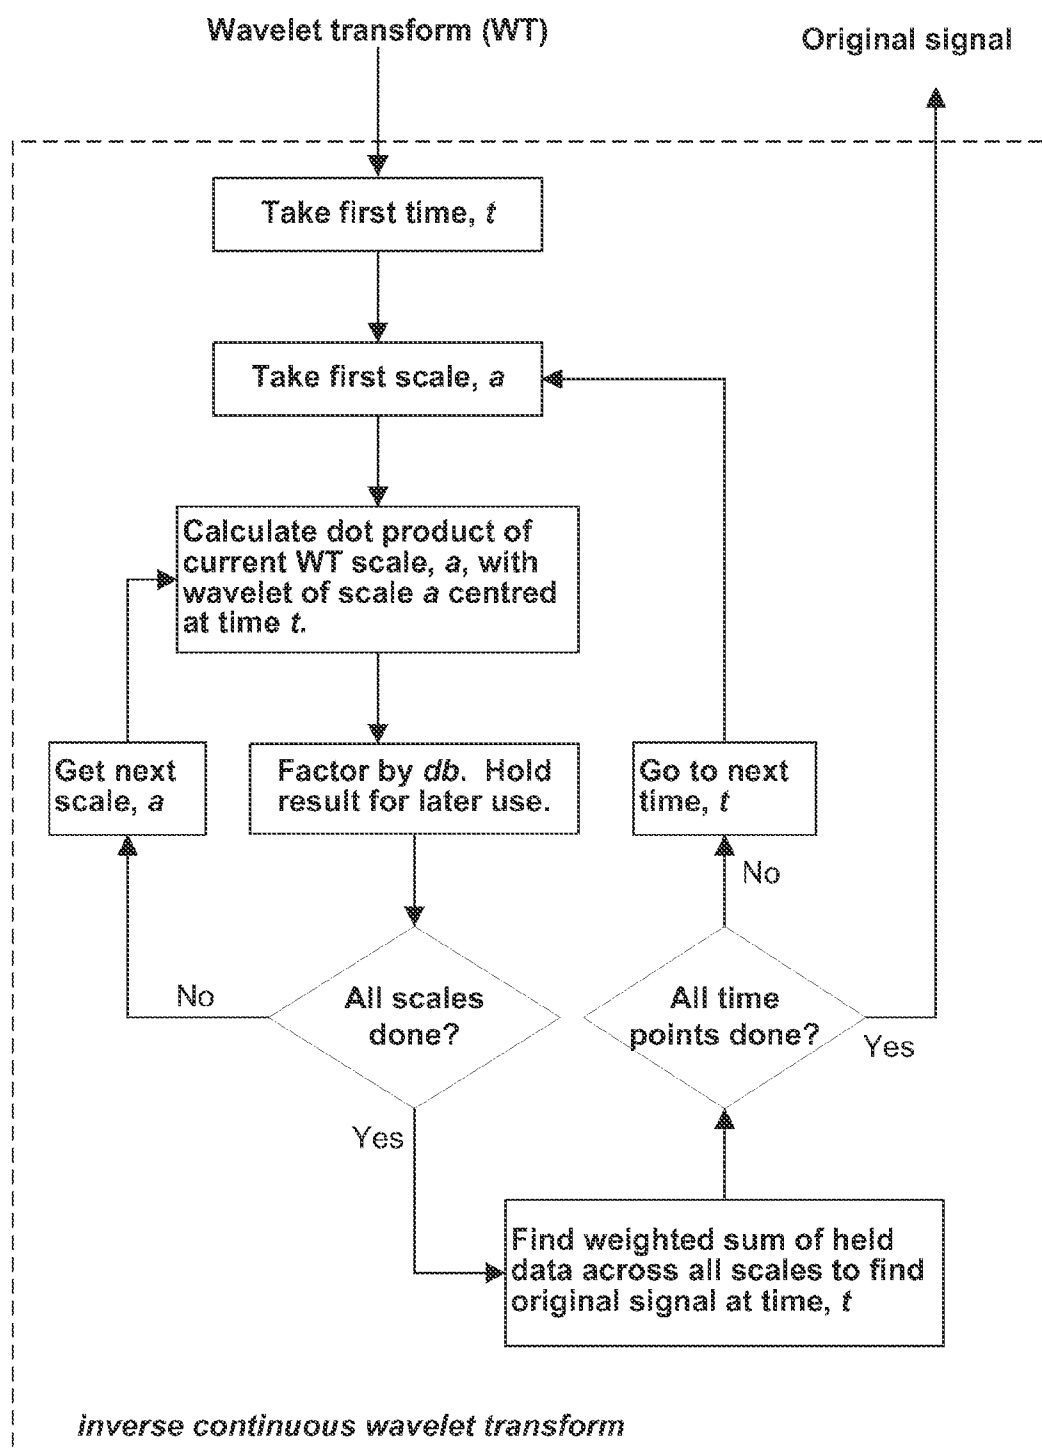 Wavelet transform (WT)
Original signal
Take first time, t
Take first scale, a
Calculate dot product of
current WT scale, a, with
wavelet of scale a centred
at time t.
Get next
scale, a
Factor by db. Hold
result for later use.
Go to next
time, t
No
No
All scales
done?
All time
points done?
Yes
Yes
Find weighted sum of held
data across all scales to find
original signal at time, t
inverse continuous wavelet transform